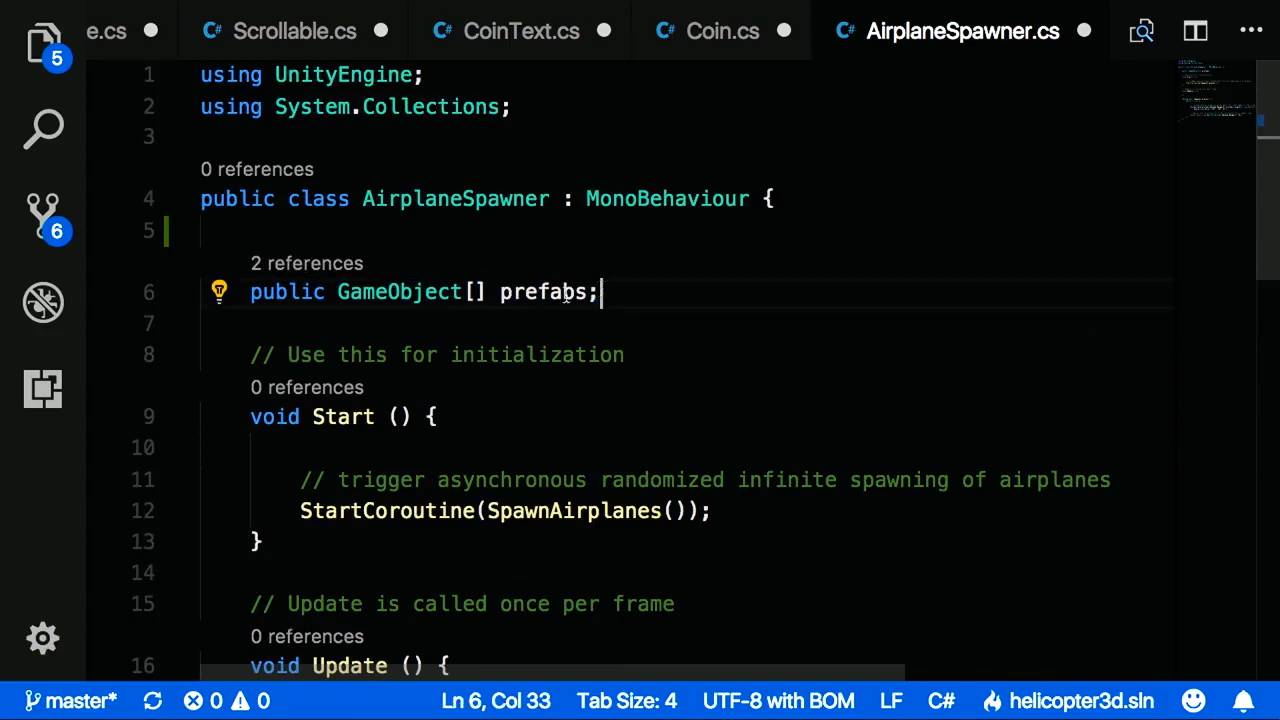 e.cs C# Scrollable.cs C# CoinText.cs C# Coin.cs C# AirplaneSpawner.cs
5
6
1 using UnityEngine;
2 using System.Collections;
3
0 references
4 public class AirplaneSpawner : MonoBehaviour {
5
2 references
6 public GameObject[] prefabs;
7
8 // Use this for initialization
0 references
9 void Start () {
10
11 // trigger asynchronous randomized infinite spawning of airplanes
12 StartCoroutine(SpawnAirplanes());
13 }
14
15 // Update is called once per frame
0 references
16 void Update () {
master* 0 0 Ln 6, Col 33 Tab Size: 4 UTF-8 with BOM LF C# helicopter3d.sln